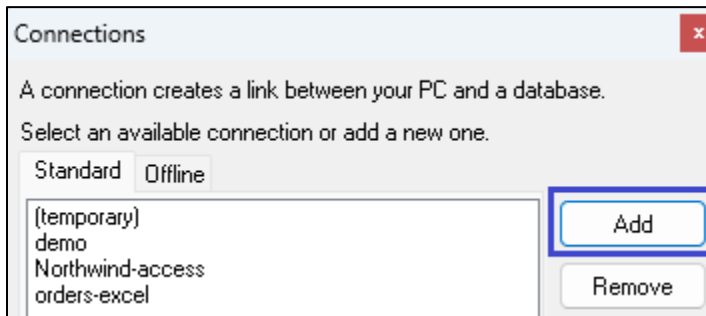 Connections
x
A connection creates a link between your PC and a database.
Select an available connection or add a new one.
Standard Offline
(temporary)
demo
Northwind-access
orders-excel
Add
Remove